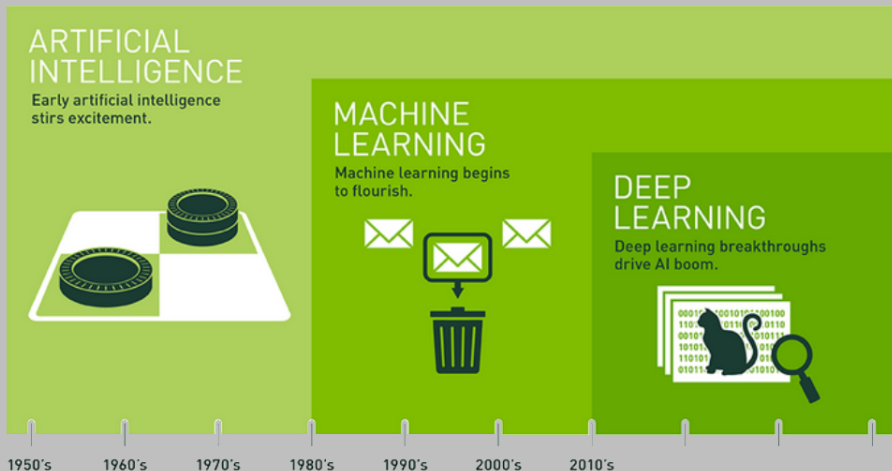 ARTIFICIAL
INTELLIGENCE
Early artificial intelligence
stirs excitement.
MACHINE
LEARNING
Machine learning begins
to flourish.
DEEP
LEARNING
Deep learning breakthroughs
drive AI boom.
1950's
1960's
1970's
1980's
1990's
2000's
2010's